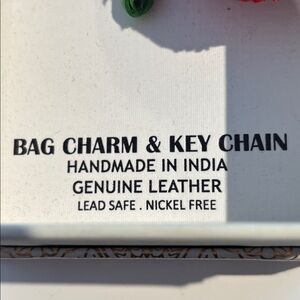 BAG CHARM & KEY CHAIN
HANDMADE IN INDIA
GENUINE LEATHER
LEAD SAFE . NICKEL FREE